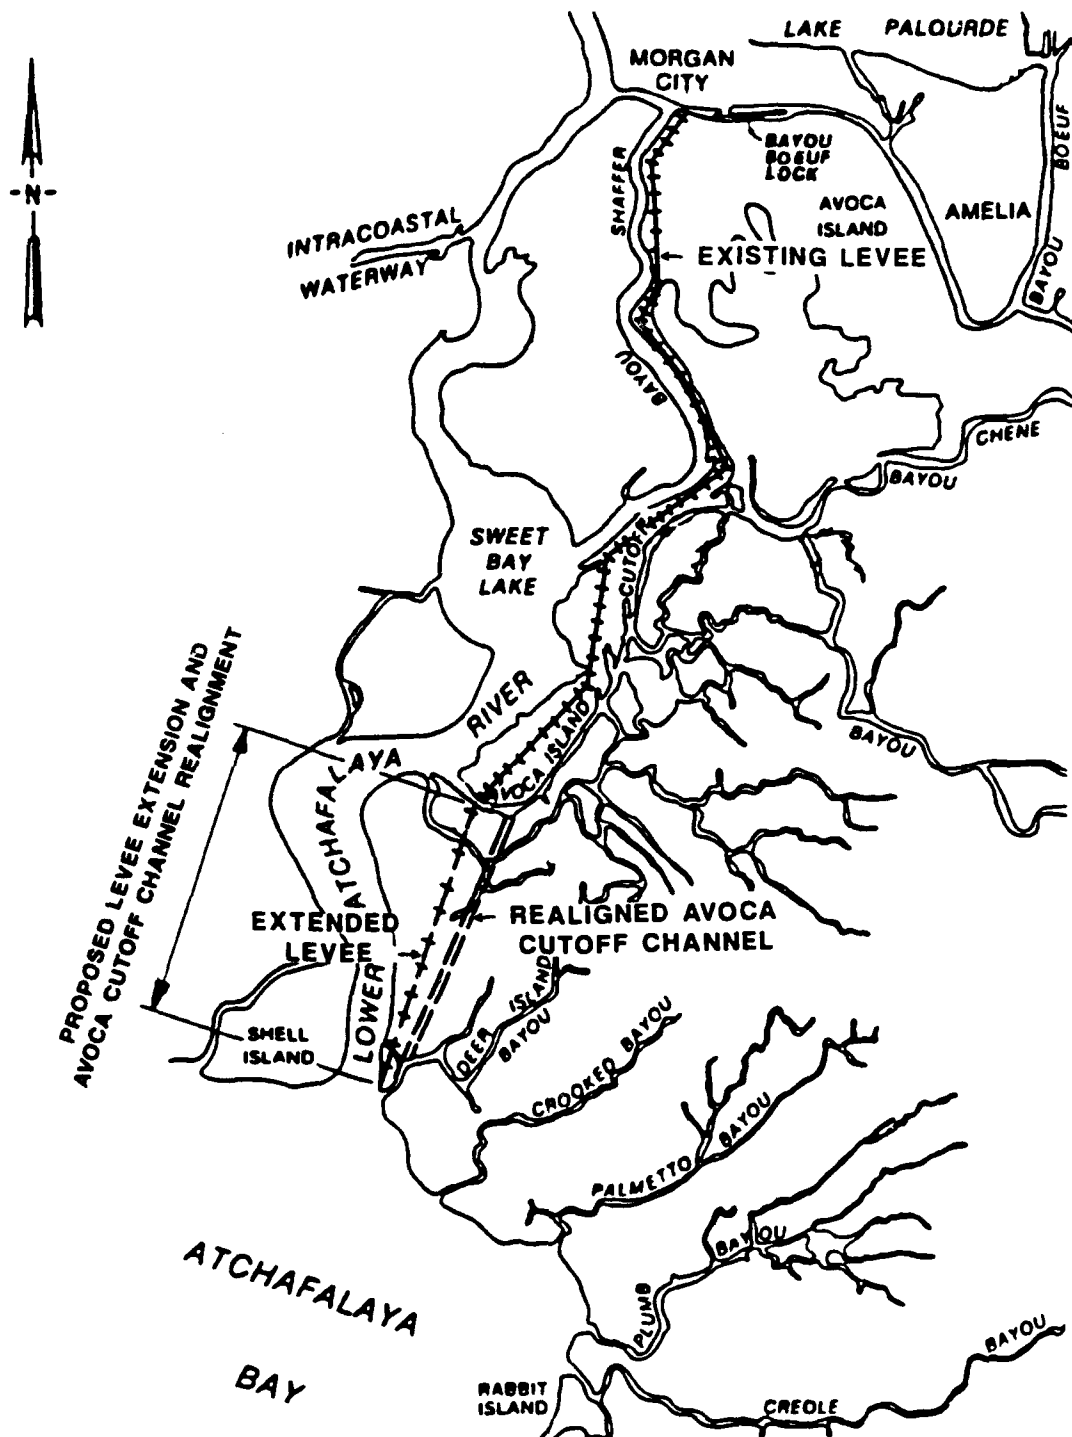 LAKE PALOURDE
MORGAN
CITY
BAYOU
BOEUF
LOCK
BOEUF
BAYOU
SHAFFER
BAYOU
AVOCA
ISLAND
AMELIA
-N-
INTRACOASTAL
WATERWAY
EXISTING LEVEE
CHENE
BAYOU
SWEET
BAY
LAKE
CUTOFF
RIVER
BAYOU
AVOCA ISLAND
PROPOSED LEVEE EXTENSION AND
AVOCA CUTOFF CHANNEL REALIGNMENT
LOWER ATCHAFALAYA
EXTENDED
LEVEE
REALIGNED AVOCA
CUTOFF CHANNEL
SHELL
ISLAND
DEER ISLAND
BAYOU
CROOKED BAYOU
PALMETTO BAYOU
PLUMB BAYOU
ATCHAFALAYA
BAY
RABBIT
ISLAND
CREOLE BAYOU